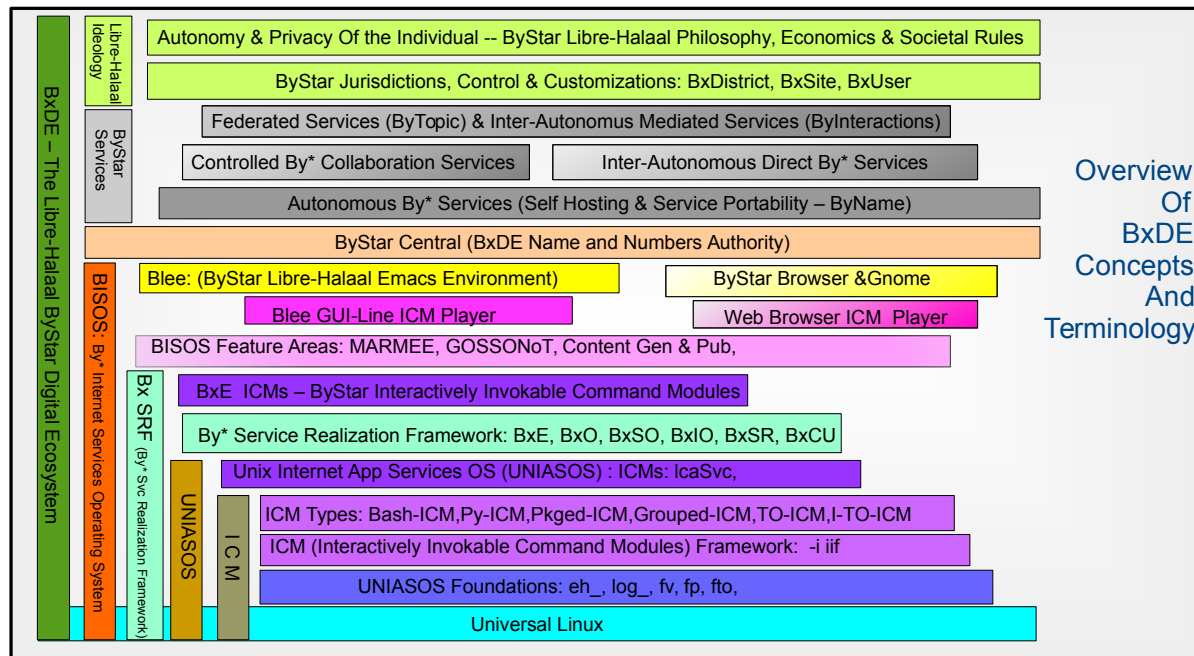 BxDE – The Libre-Halaal ByStar Digital Ecosystem
Libre-Halaal
Ideology
Autonomy & Privacy Of the Individual -- ByStar Libre-Halaal Philosophy, Economics & Societal Rules
ByStar Jurisdictions, Control & Customizations: BxDistrict, BxSite, BxUser
ByStar
Services
Federated Services (ByTopic) & Inter-Autonomus Mediated Services (ByInteractions)
Controlled By* Collaboration Services
Inter-Autonomous Direct By* Services
Autonomous By* Services (Self Hosting & Service Portability – ByName)
ByStar Central (BxDE Name and Numbers Authority)
BISOS: By* Internet Services Operating System
Blee: (ByStar Libre-Halaal Emacs Environment)
ByStar Browser &Gnome
Blee GUI-Line ICM Player
Web Browser ICM Player
BISOS Feature Areas: MARMEE, GOSSONoT, Content Gen & Pub,
Bx SRF (By* Svc Realization Framework)
BxE ICMs – ByStar Interactively Invokable Command Modules
By* Service Realization Framework: BxE, BxO, BxSO, BxIO, BxSR, BxCU
UNIASOS
Unix Internet App Services OS (UNIASOS) : ICMs: lcaSvc,
I C M
ICM Types: Bash-ICM,Py-ICM,Pkged-ICM,Grouped-ICM,TO-ICM,I-TO-ICM
ICM (Interactively Invokable Command Modules) Framework: -i iif
UNIASOS Foundations: eh_, log_, fv, fp, fto,
Universal Linux
Overview
Of
BxDE
Concepts
And
Terminology